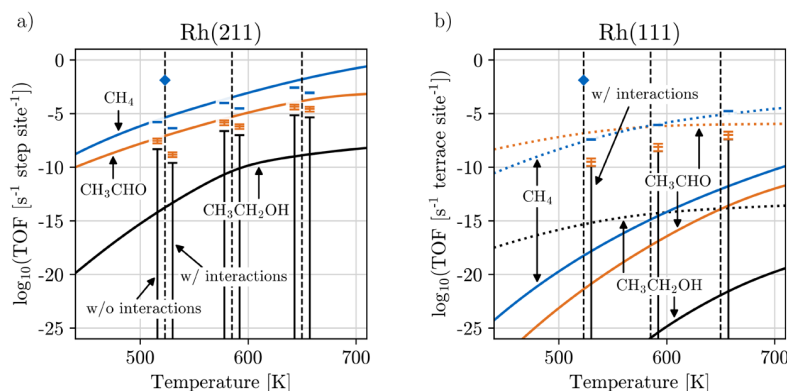 a)
Rh(211)
log₁₀(TOF [s⁻¹ step site⁻¹])
0
-5
-10
-15
-20
-25
CH₄
CH₃CHO
CH₃CH₂OH
w/o interactions
w/ interactions
500
600
700
Temperature [K]
b)
Rh(111)
log₁₀(TOF [s⁻¹ terrace site⁻¹])
0
-5
-10
-15
-20
-25
w/ interactions
CH₄
CH₃CHO
CH₃CH₂OH
500
600
700
Temperature [K]